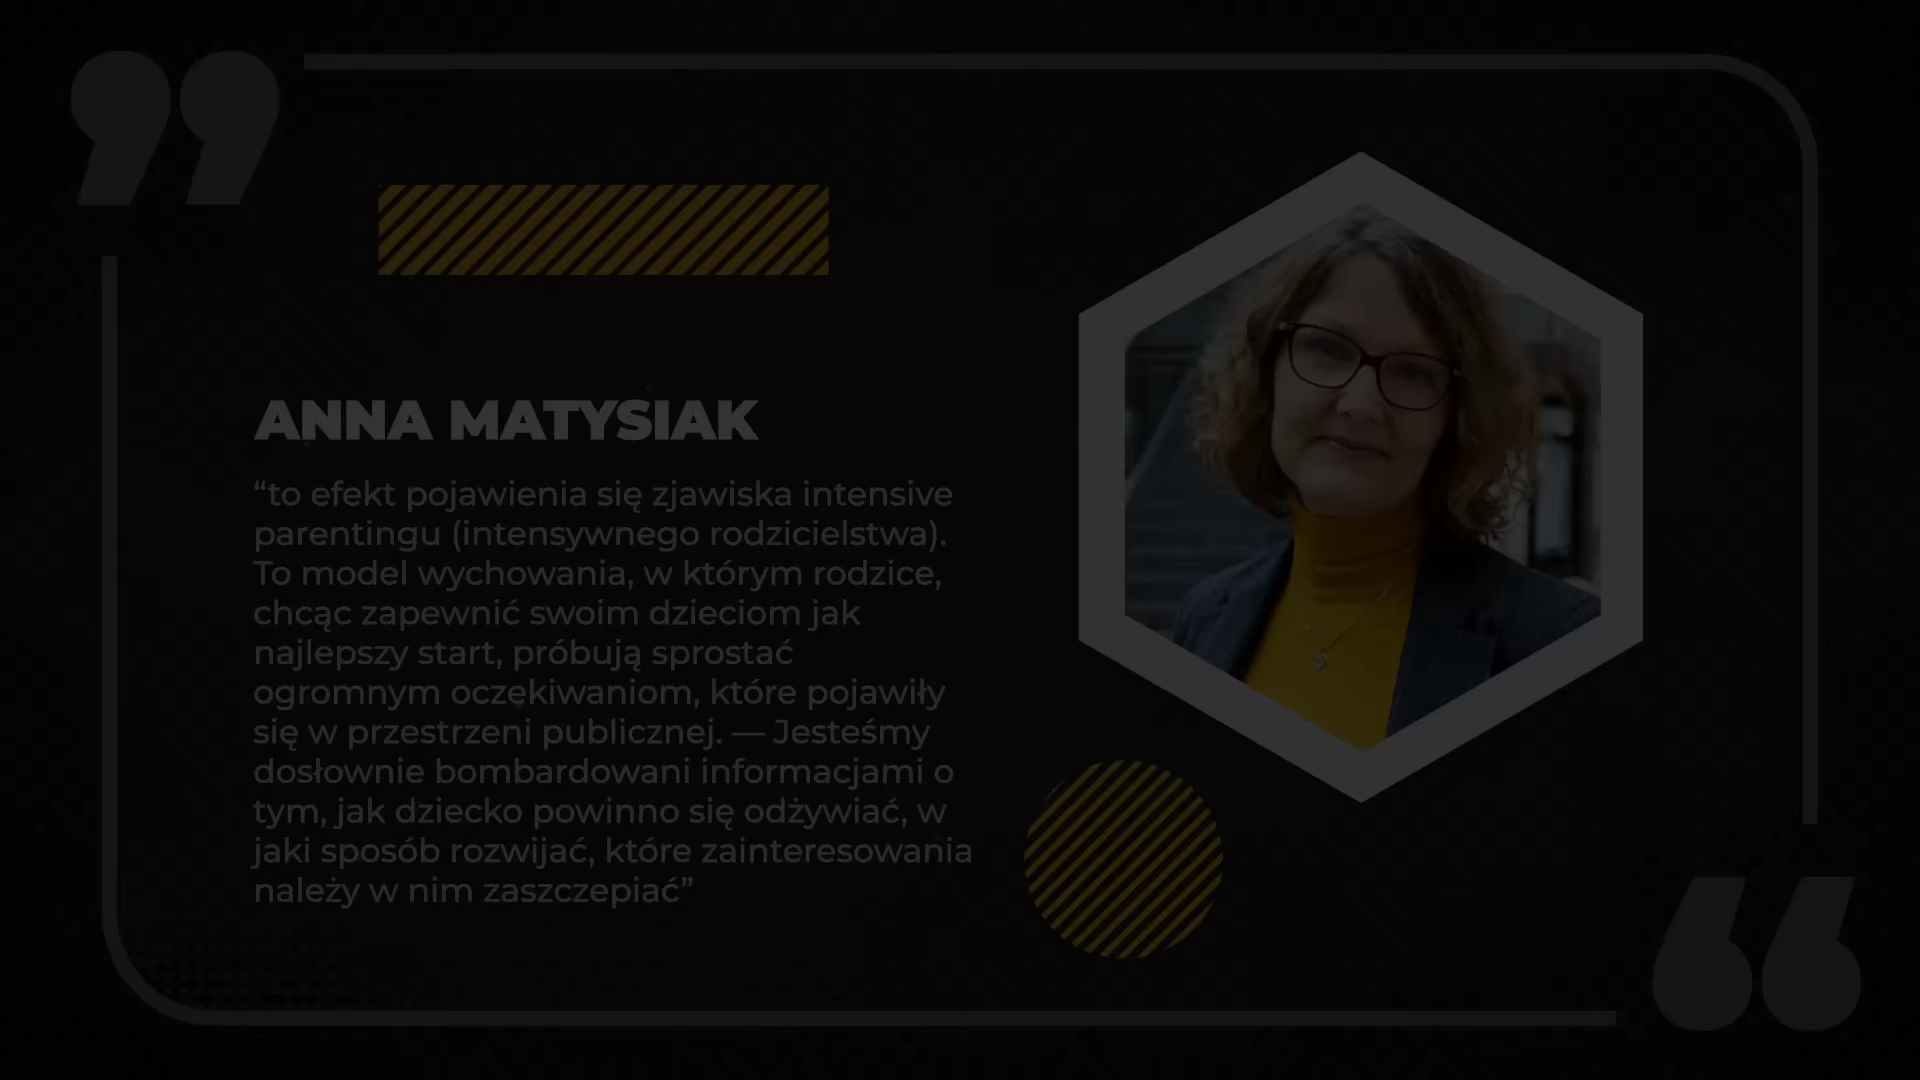 ANNA MATYSIAK
“to efekt pojawienia się zjawiska intensive
parentingu (intensywnego rodzicielstwa).
To model wychowania, w którym rodzice,
chcąc zapewnić swoim dzieciom jak
najlepszy start, próbują sprostać
ogromnym oczekiwaniom, które pojawiły
się w przestrzeni publicznej. — Jesteśmy
dosłownie bombardowani informacjami o
tym, jak dziecko powinno się odżywiać, w
jaki sposób rozwijać, które zainteresowania
należy w nim zaszczepiać”